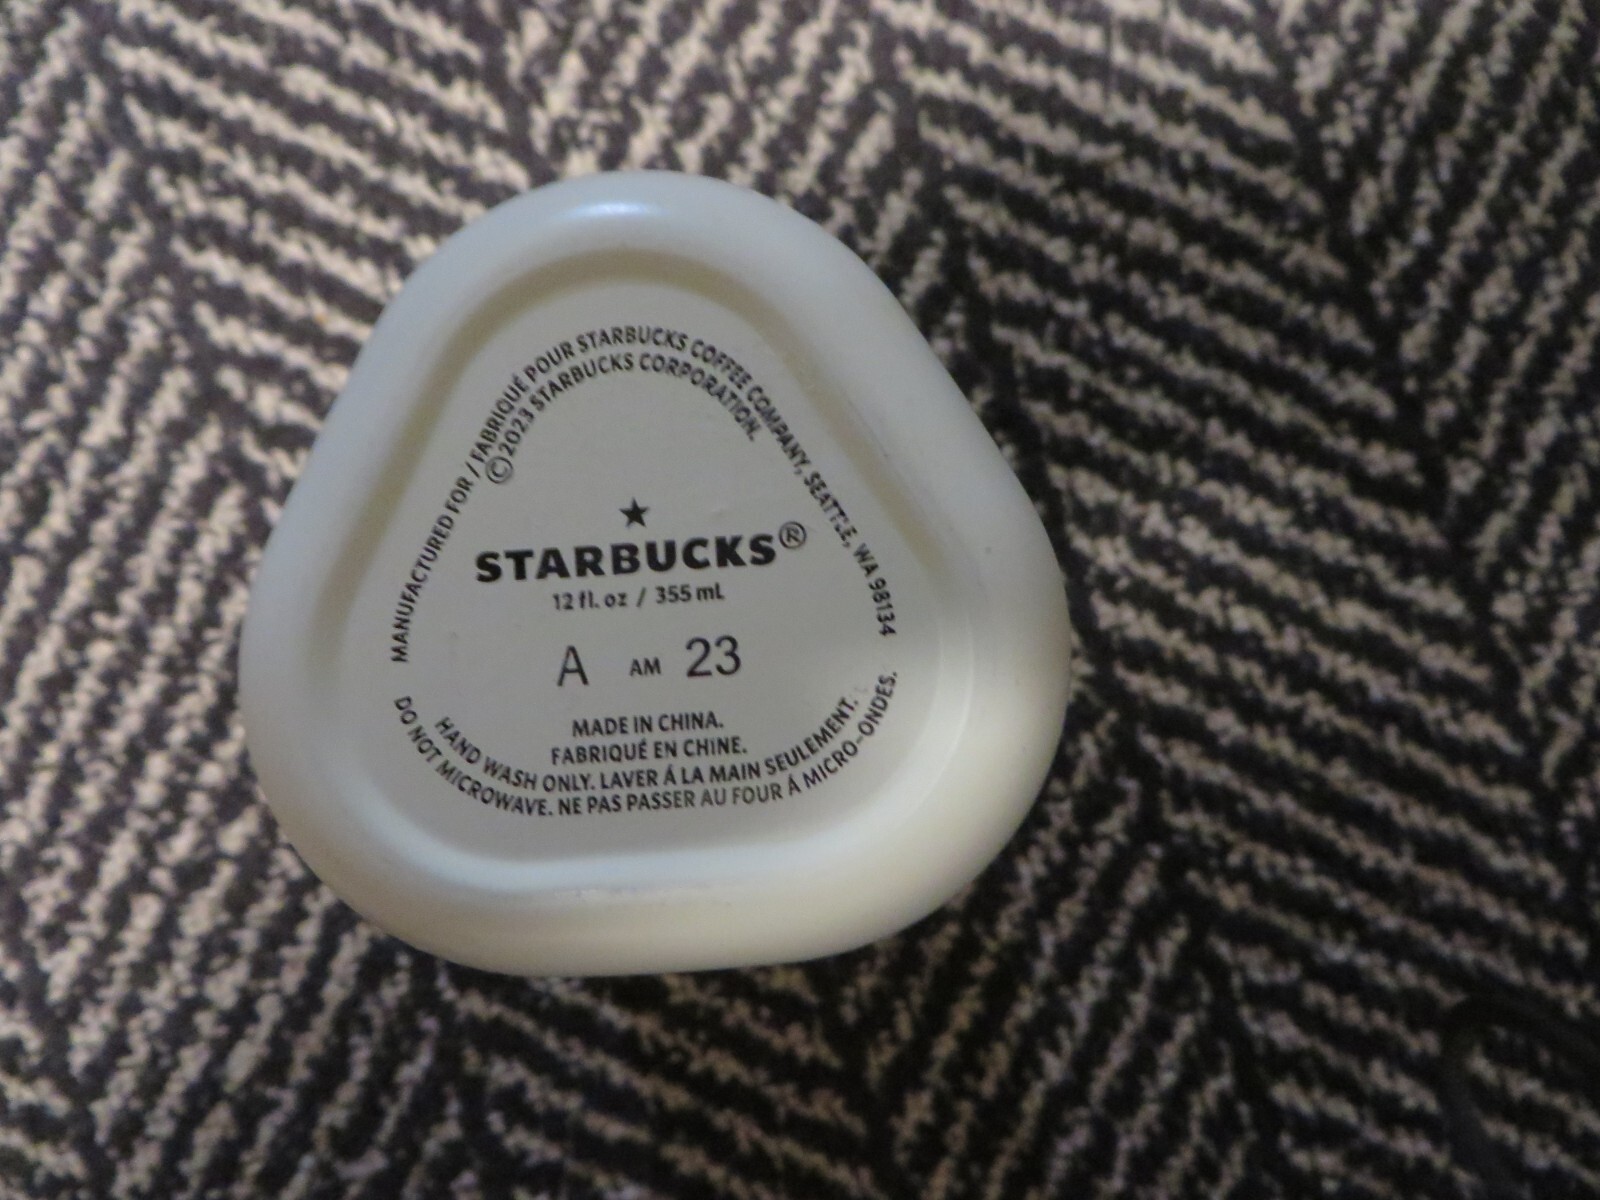 MANUFACTURED FOR / FABRIQUÉ POUR STARBUCKS COFFEE COMPANY, SEATTLE, WA 98134
©2023 STARBUCKS CORPORATION.
STARBUCKS®
12 fl. oz / 355 mL
A AM 23
MADE IN CHINA.
FABRIQUÉ EN CHINE.
HAND WASH ONLY. LAVER Á LA MAIN SEULEMENT.
DO NOT MICROWAVE. NE PAS PASSER AU FOUR Á MICRO-ONDES.